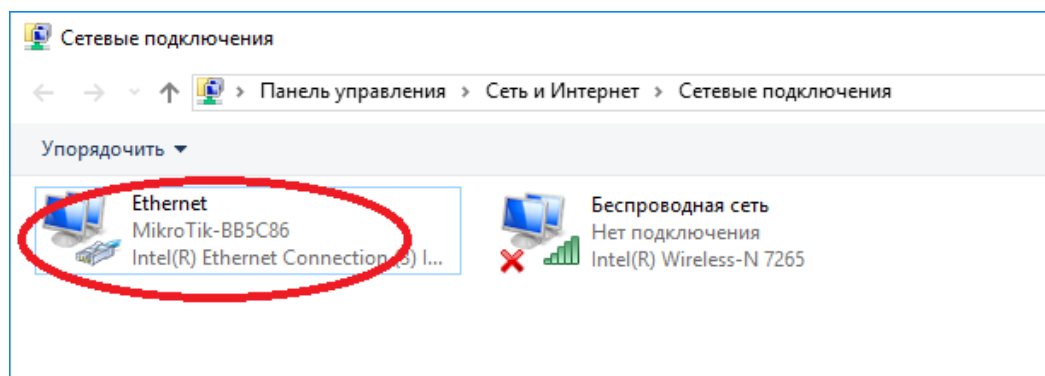 Сетевые подключения
Панель управления > Сеть и Интернет > Сетевые подключения
Упорядочить
Ethernet
MikroTik-BB5C86
Intel(R) Ethernet Connection (3) I...
Беспроводная сеть
Нет подключения
Intel(R) Wireless-N 7265